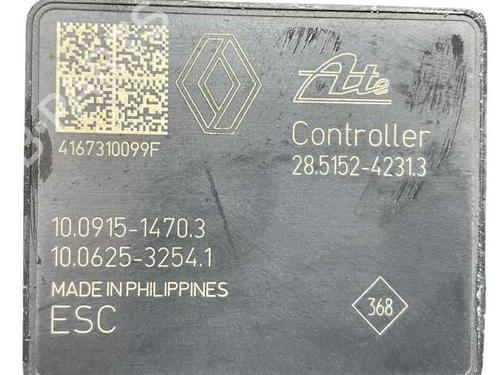 Ate
4167310099F
Controller
28.5152-4231.3
10.0915-1470.3
10.0625-3254.1
MADE IN PHILIPPINES
ESC
368